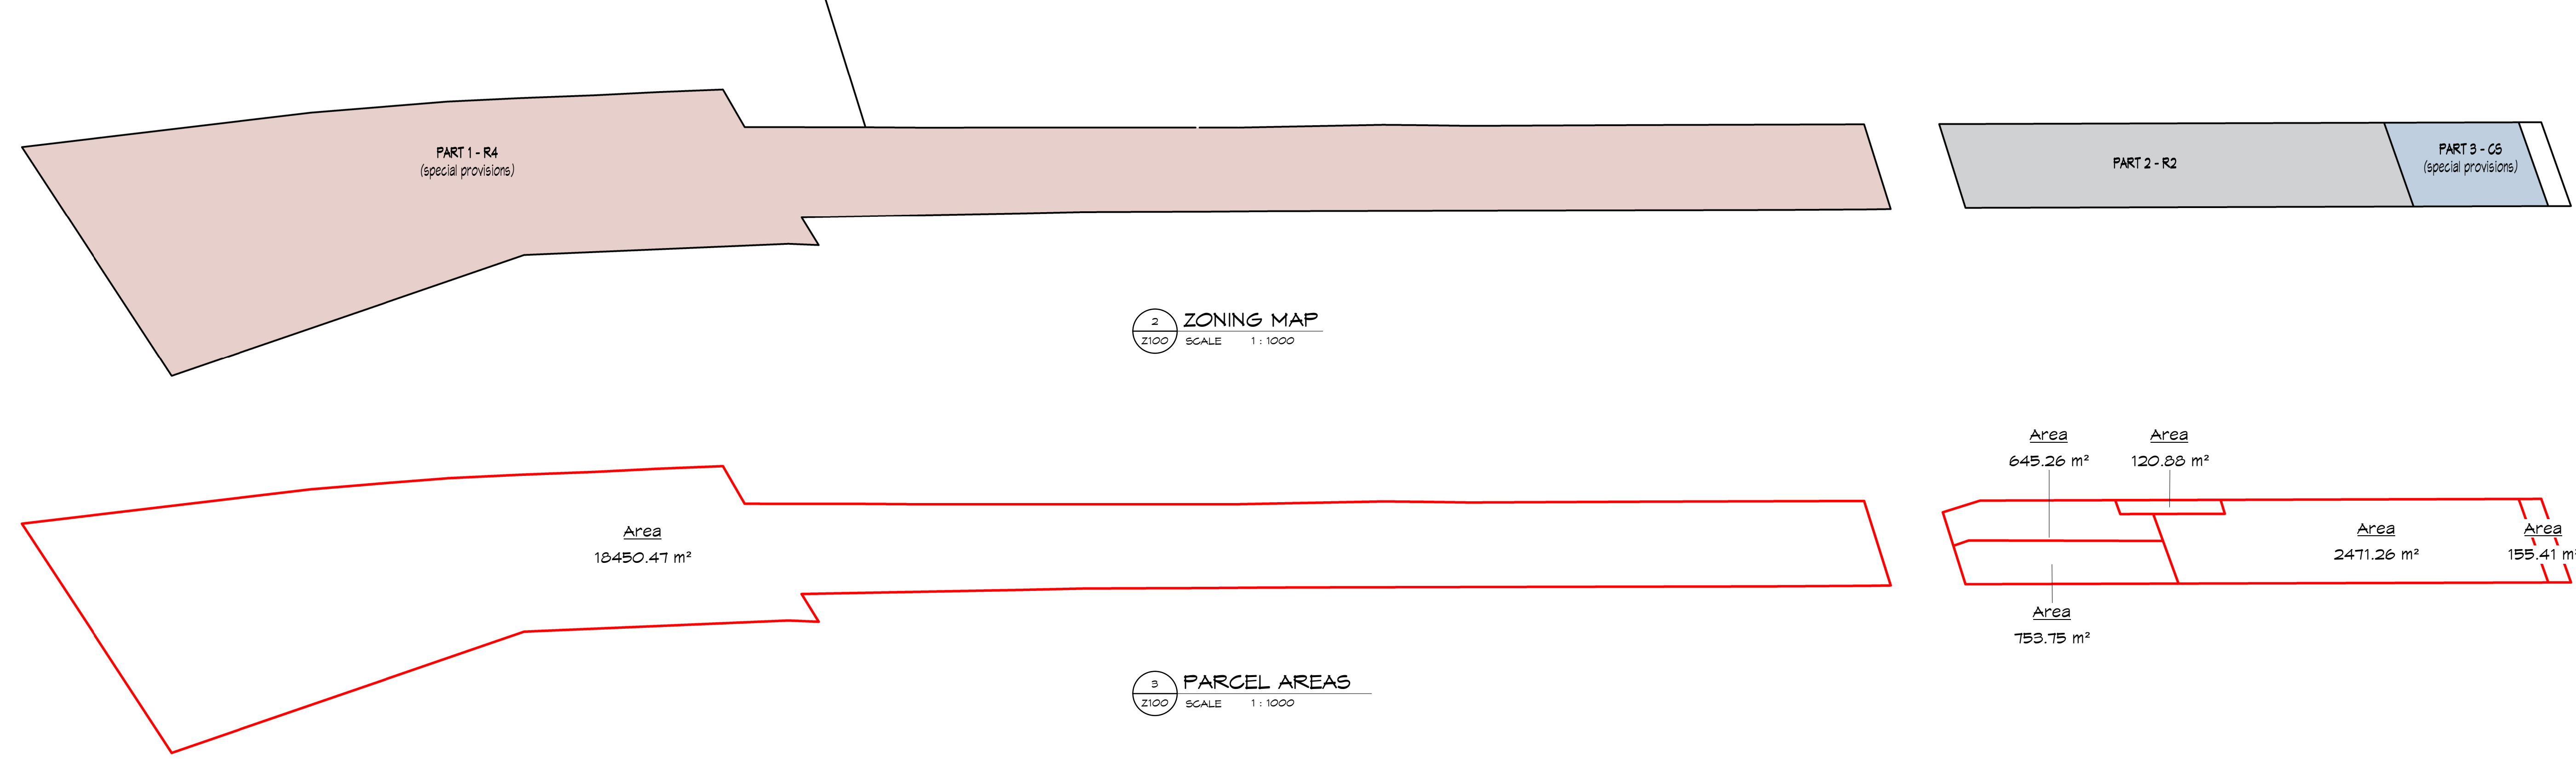 PART 1 - R4
(special provisions)
PART 2 - R2
PART 3 - CS
(special provisions)
2
Z100
ZONING MAP
SCALE 1 : 1000
Area
645.26 m²
Area
120.88 m²
Area
18450.47 m²
Area
2471.26 m²
Area
155.41 m²
Area
753.75 m²
3
Z100
PARCEL AREAS
SCALE 1 : 1000